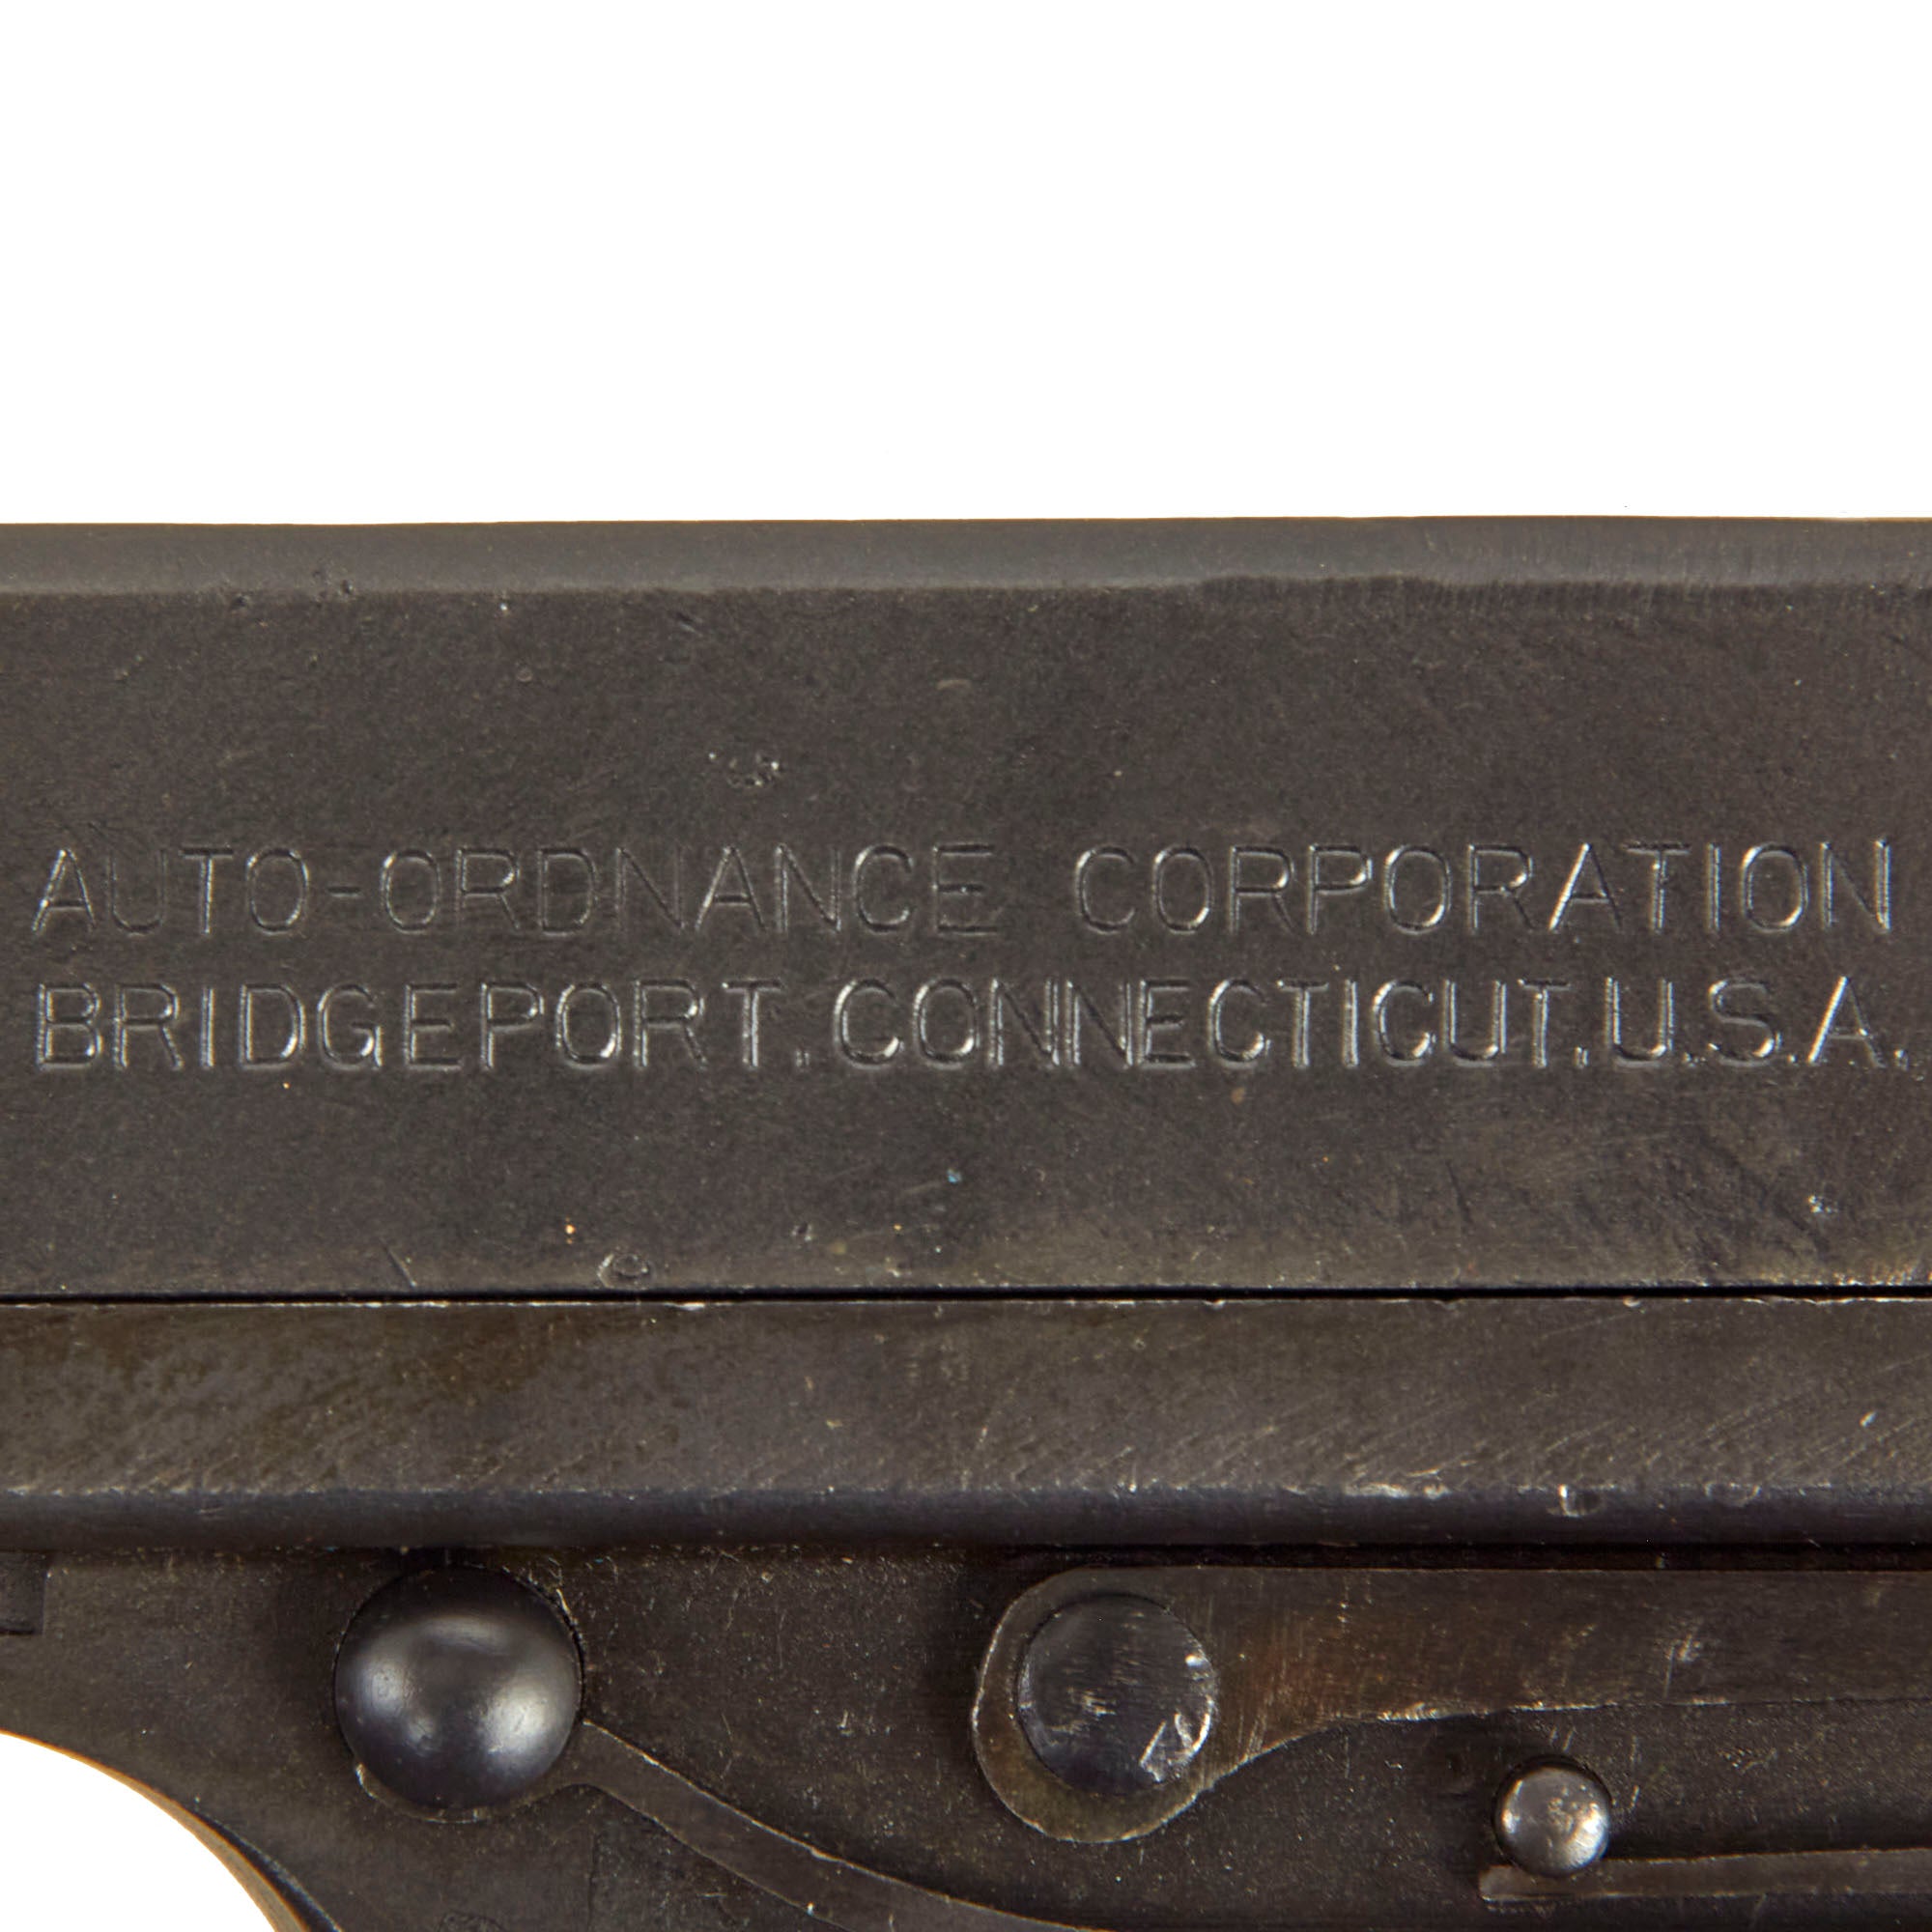 AUTO-ORDNANCE CORPORATION
BRIDGEPORT, CONNECTICUT, U.S.A.